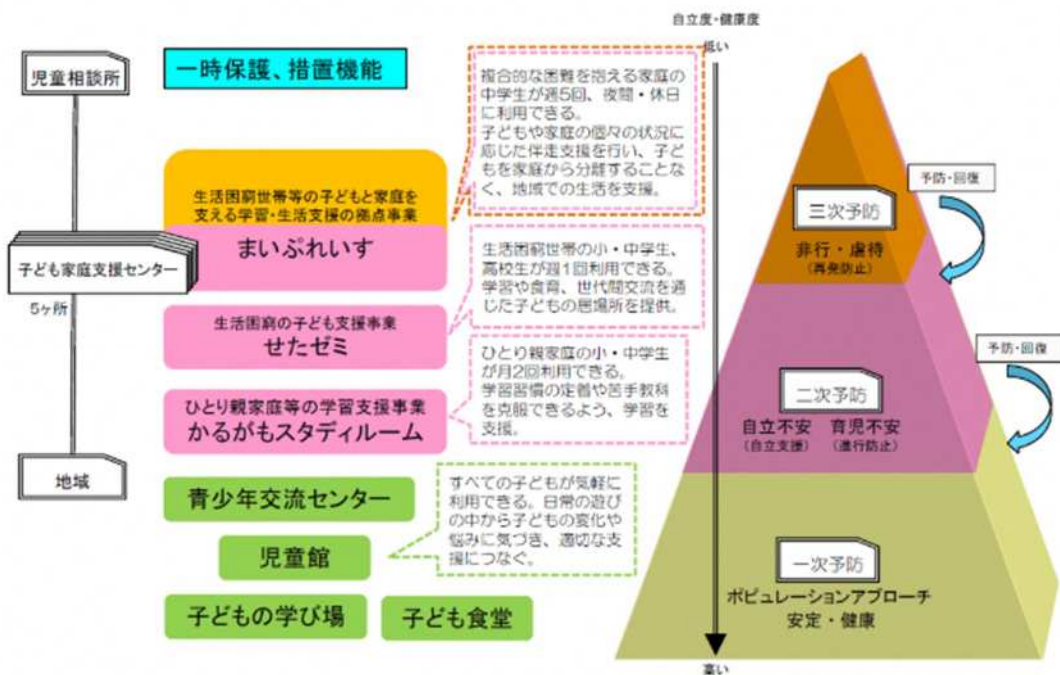 児童相談所
一時保護、措置機能
生活困窮世帯等の子どもと家庭を
支える学習・生活支援の拠点事業
まいぷれいす
子ども家庭支援センター
5ヶ所
生活困窮の子ども支援事業
せたゼミ
ひとり親家庭等の学習支援事業
かるがもスタディルーム
地域
青少年交流センター
児童館
子どもの学び場
子ども食堂
複合的な困難を抱える家庭の
中学生が週5回、夜間・休日
に利用できる。
子どもや家庭の個々の状況に
応じた伴走支援を行い、子ど
もを家庭から分離することな
く、地域での生活を支援。
生活困窮世帯の小・中学生、
高校生が週1回利用できる。
学習や食育、世代間交流を通
じた子どもの居場所を提供。
ひとり親家庭の小・中学生
が月2回利用できる。
学習習慣の定着や苦手教科
を克服できるよう、学習を
支援。
すべての子どもが気軽に
利用できる。日常の遊び
の中から子どもの変化や
悩みに気づき、適切な支
援につなぐ。
自立度・健康度
低い
高い
三次予防
非行・虐待
(再発防止)
予防・回復
二次予防
自立不安 育児不安
(自立支援) (進行防止)
予防・回復
一次予防
ポピュレーションアプローチ
安定・健康